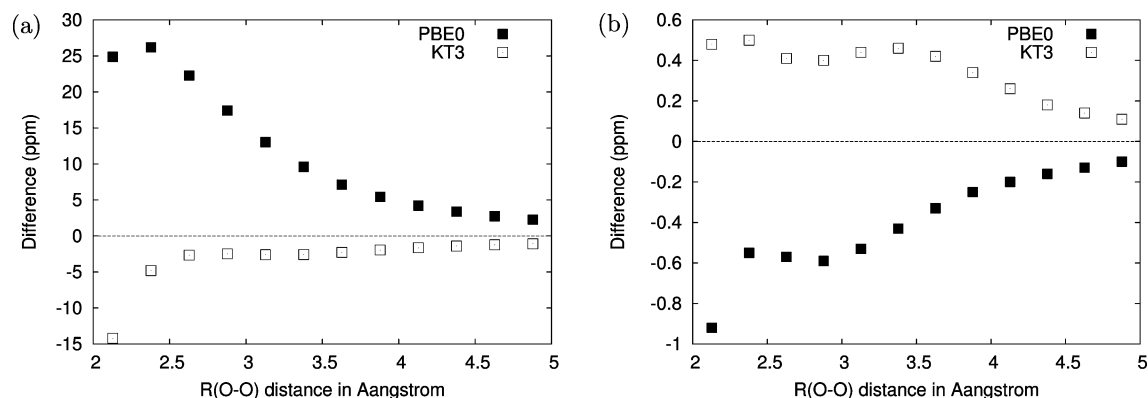 (a)
30
25
20
15
10
5
0
-5
-10
-15
Difference (ppm)
PBE0
KT3
2 2.5 3 3.5 4 4.5 5
R(O-O) distance in Aangstrom
(b)
0.6
0.4
0.2
0
-0.2
-0.4
-0.6
-0.8
-1
Difference (ppm)
PBE0
KT3
2 2.5 3 3.5 4 4.5 5
R(O-O) distance in Aangstrom